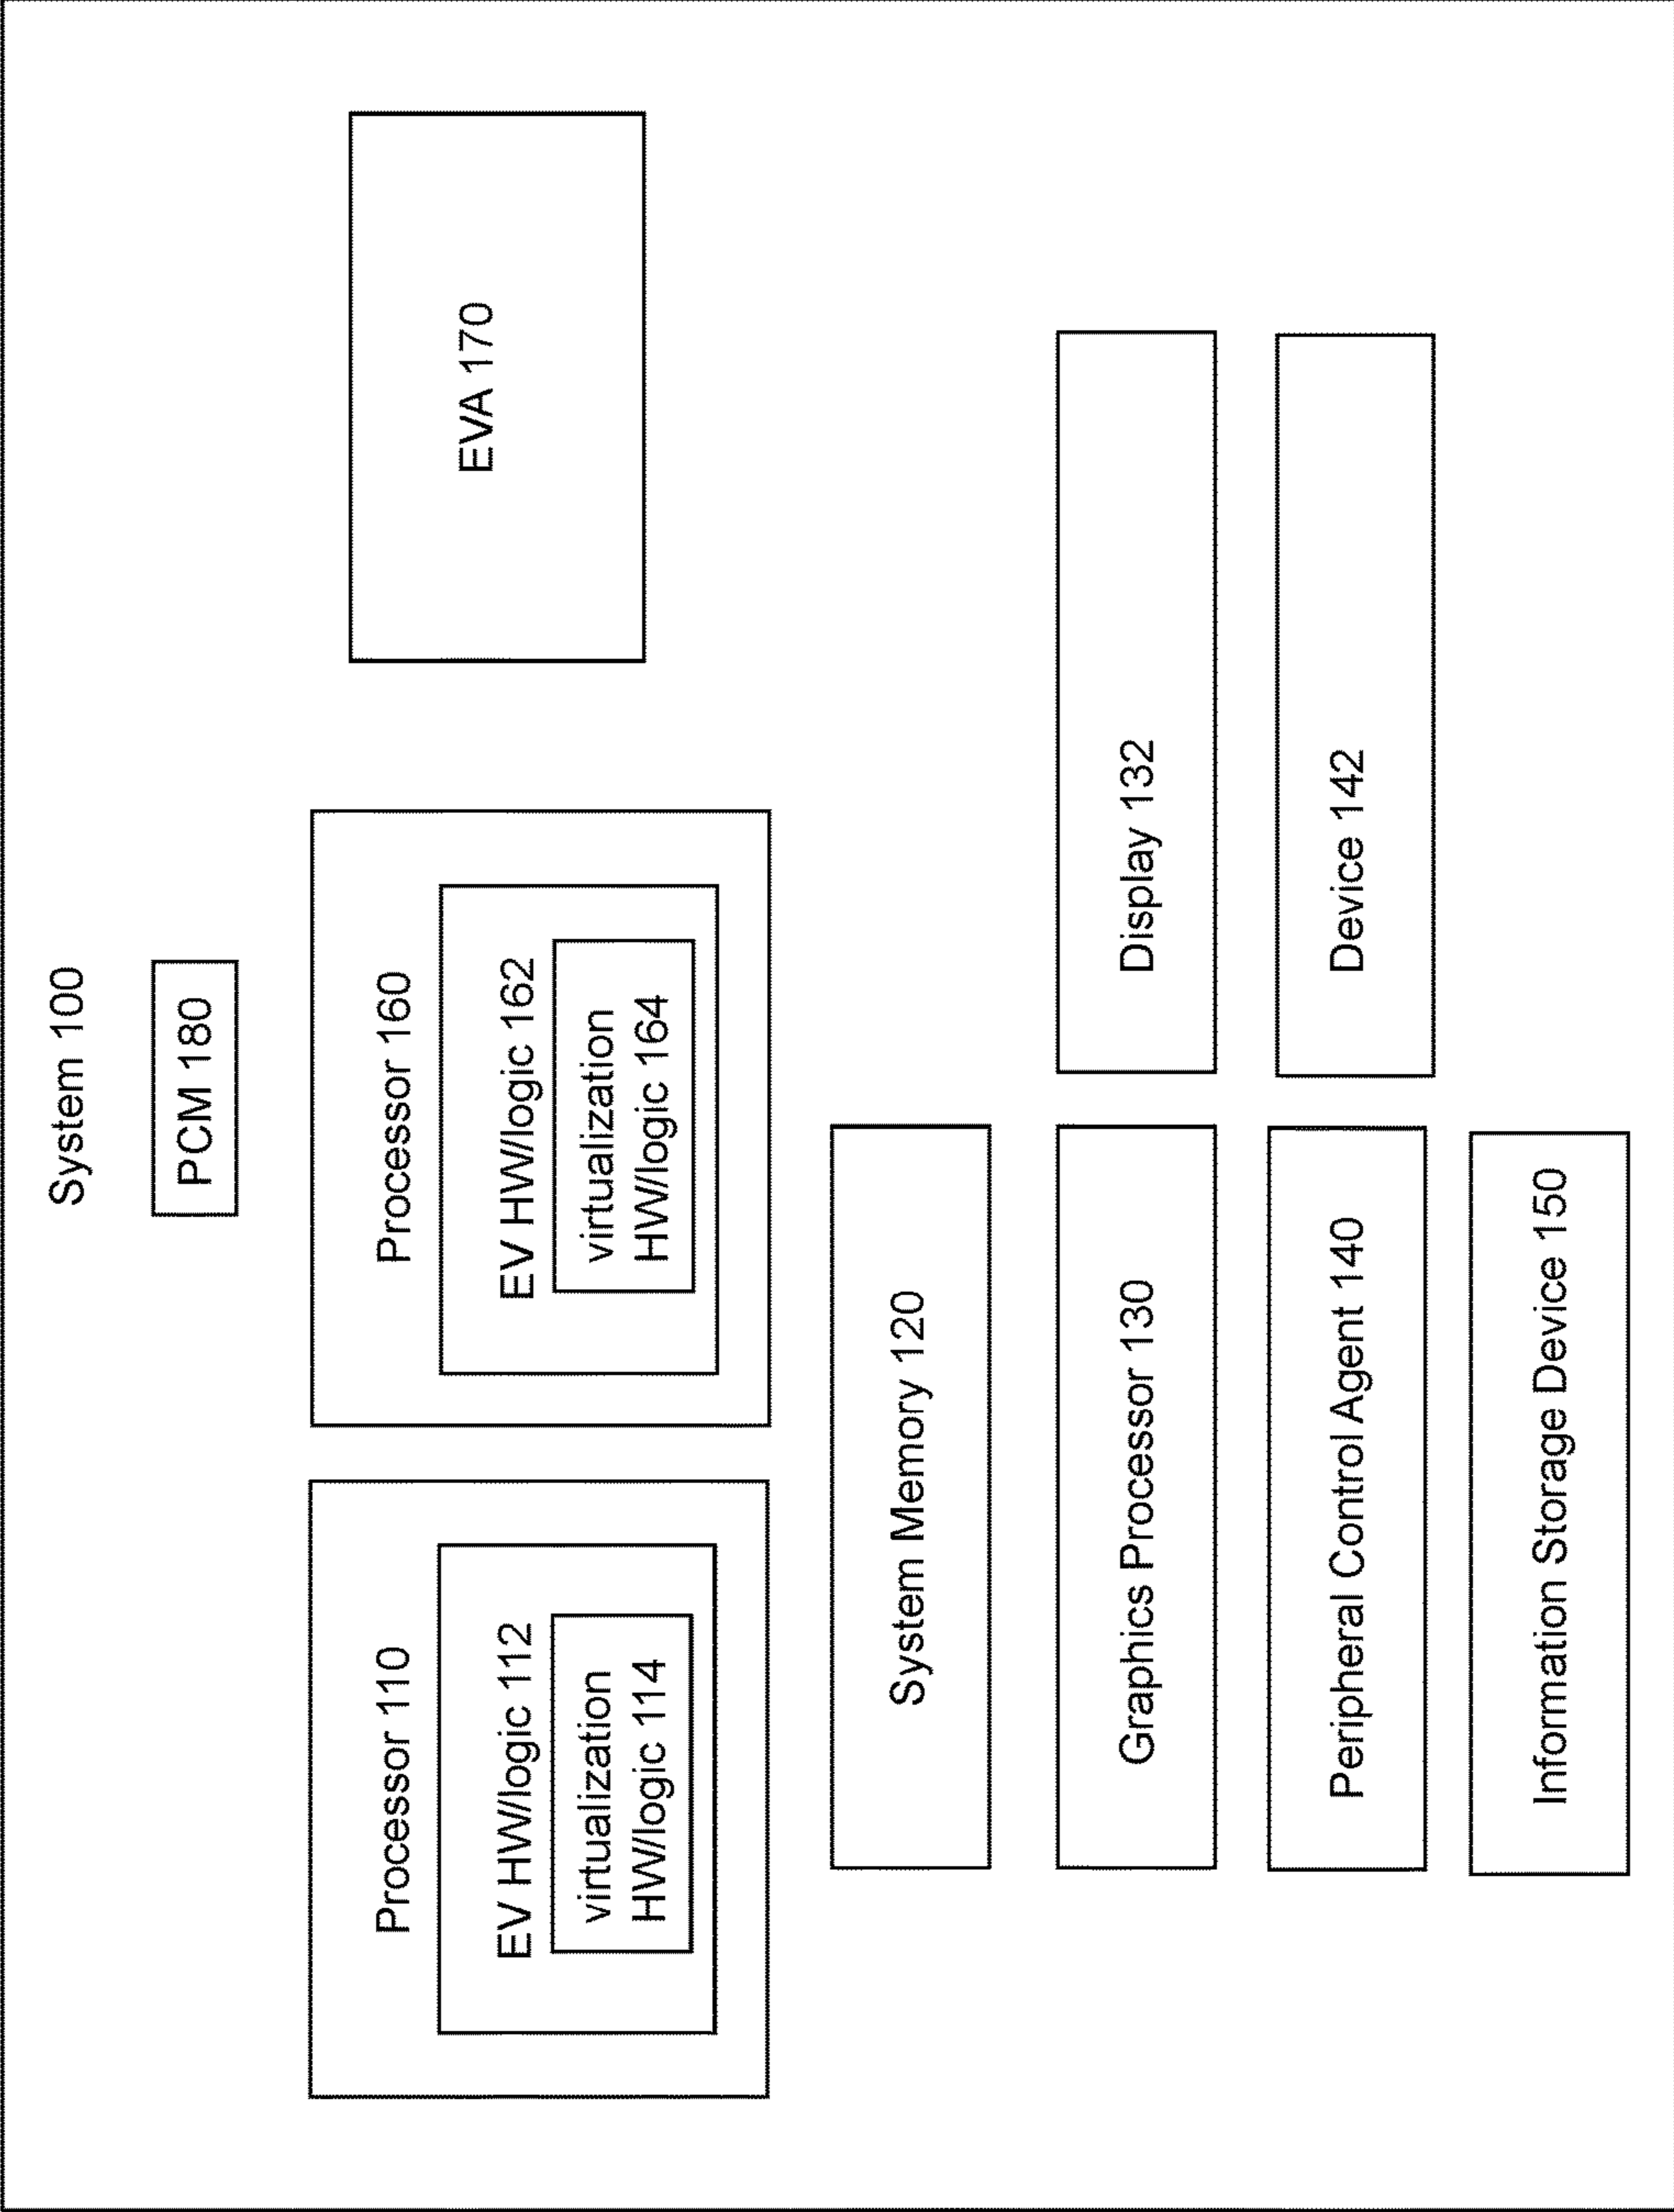 System 100
PCM 180
Processor 110
EV HW/logic 112
virtualization
HW/logic 114
Processor 160
EV HW/logic 162
virtualization
HW/logic 164
EVA 170
System Memory 120
Graphics Processor 130
Display 132
Peripheral Control Agent 140
Device 142
Information Storage Device 150